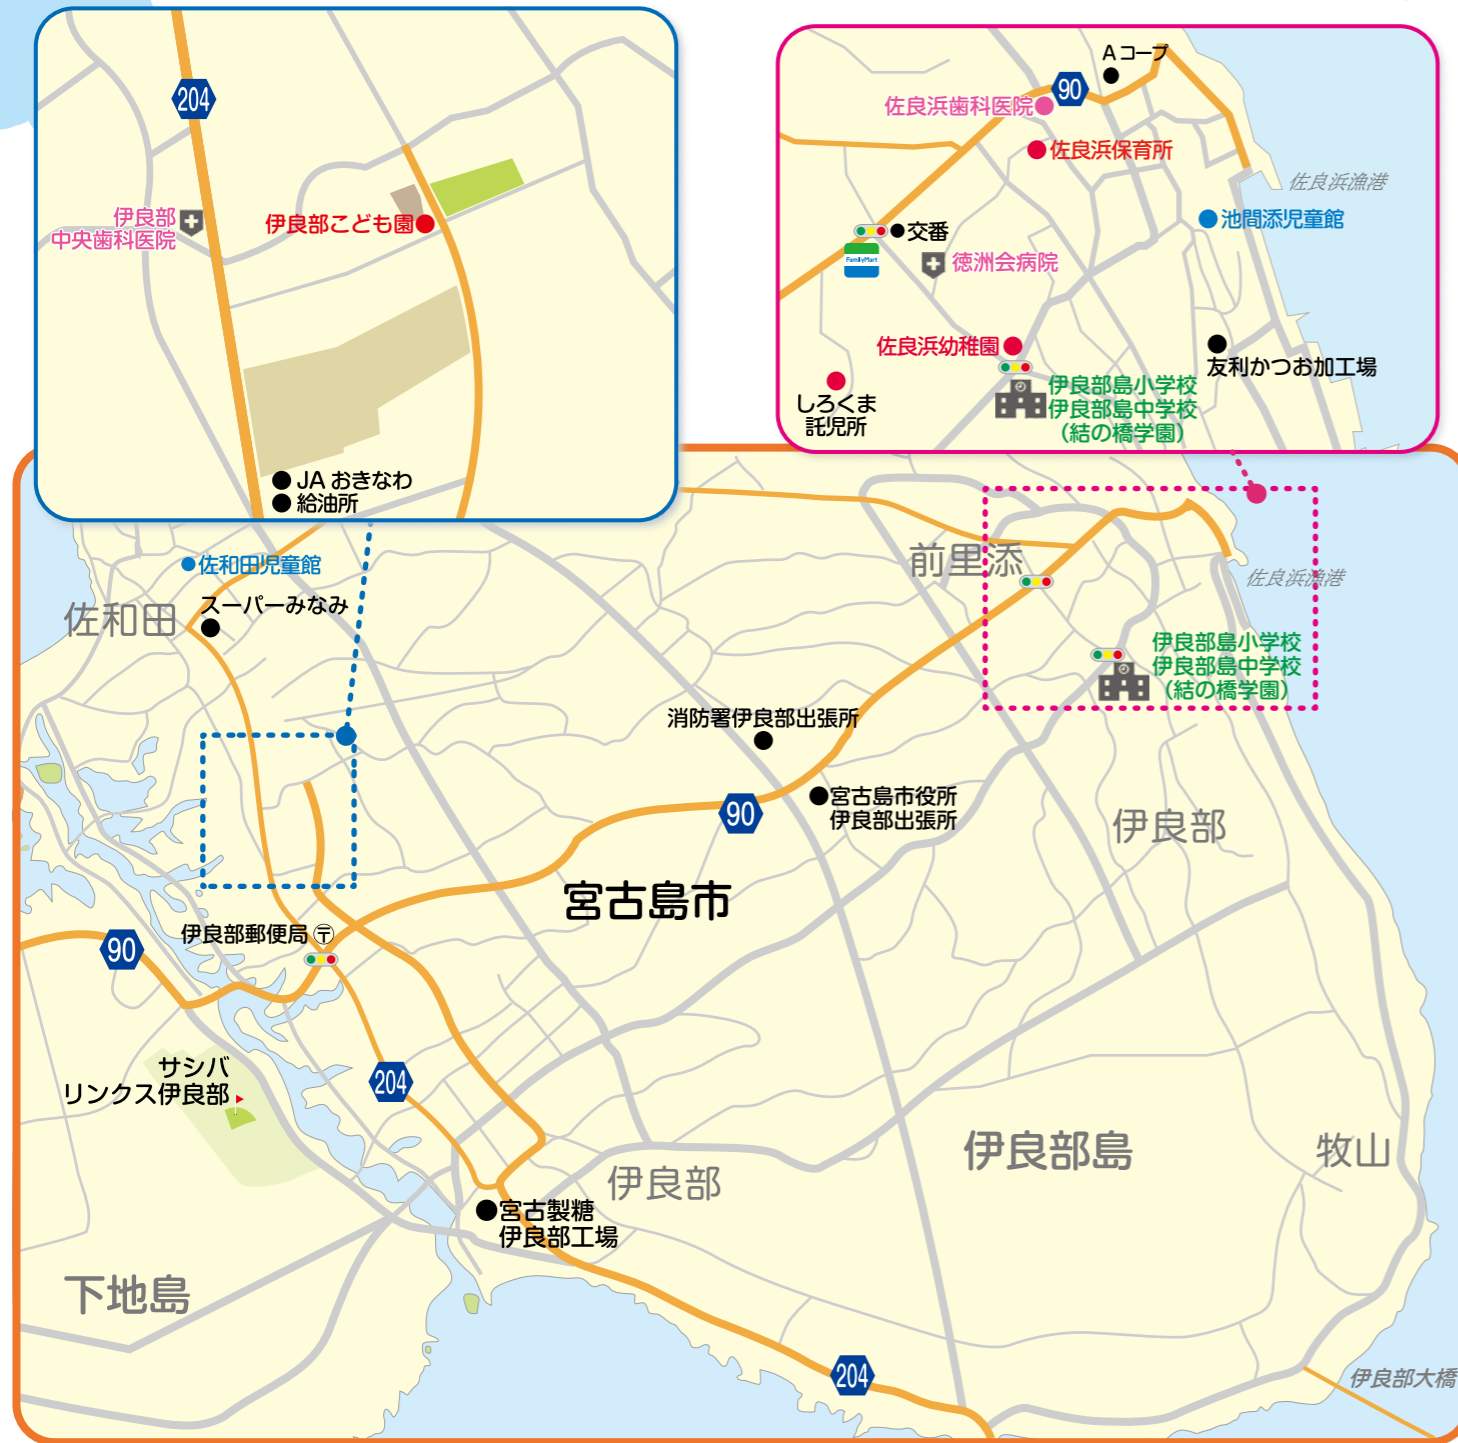 204
伊良部
中央歯科医院
伊良部こども園
JA おきなわ
給油所
A コープ
90
佐良浜歯科医院
佐良浜保育所
佐良浜漁港
池間添児童館
交番
FamilyMart
徳洲会病院
佐良浜幼稚園
友利かつお加工場
しろくま
託児所
伊良部島小学校
伊良部島中学校
（結の橋学園）
佐和田児童館
スーパーみなみ
佐和田
前里添
佐良浜漁港
伊良部島小学校
伊良部島中学校
（結の橋学園）
消防署伊良部出張所
90
宮古島市役所
伊良部出張所
伊良部
宮古島市
伊良部郵便局
90
サシバ
リンクス伊良部
204
伊良部島
牧山
伊良部
宮古製糖
伊良部工場
下地島
204
伊良部大橋